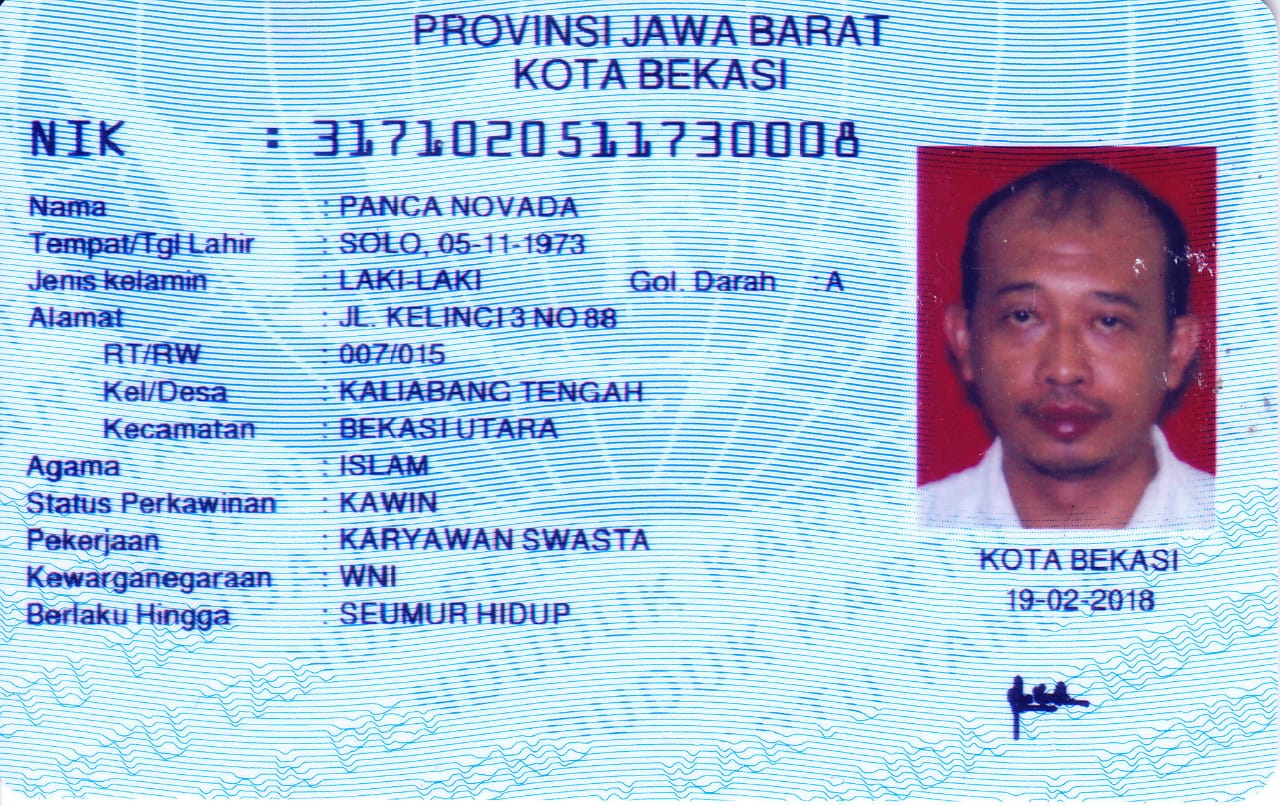 PROVINSI JAWA BARAT
KOTA BEKASI
NIK : 3171020511730008
Nama : PANCA NOVADA
Tempat/Tgl Lahir : SOLO, 05-11-1973
Jenis kelamin : LAKI-LAKI Gol. Darah : A
Alamat : JL. KELINCI 3 NO 88
RT/RW : 007/015
Kel/Desa : KALIABANG TENGAH
Kecamatan : BEKASI UTARA
Agama : ISLAM
Status Perkawinan : KAWIN
Pekerjaan : KARYAWAN SWASTA
Kewarganegaraan : WNI
Berlaku Hingga : SEUMUR HIDUP
KOTA BEKASI
19-02-2018